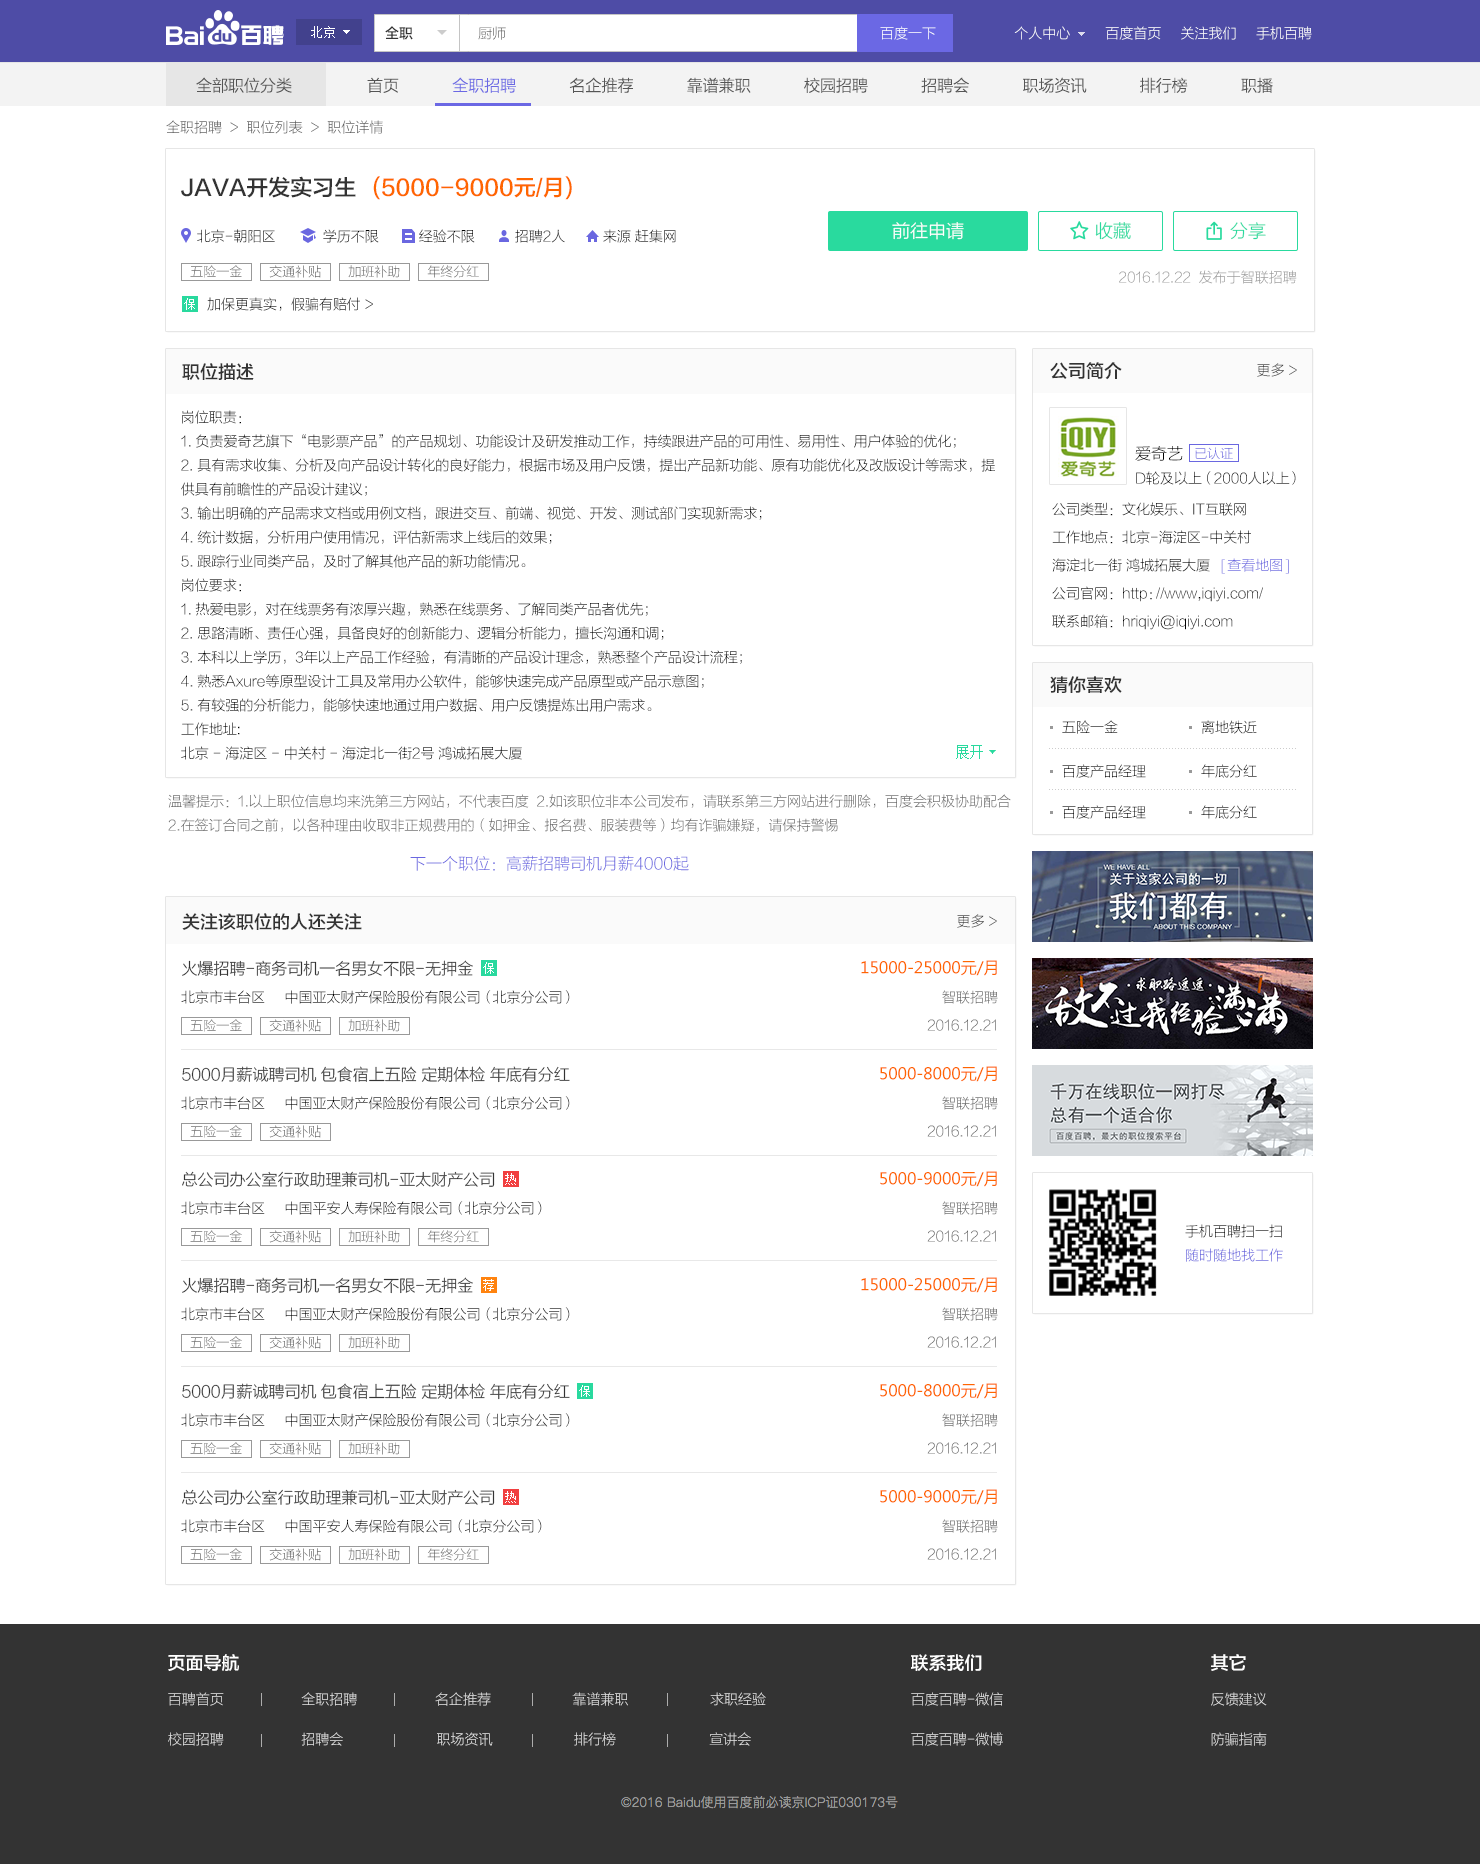 Bai du 百聘
北京
全职
厨师
百度一下
个人中心
百度首页
关注我们
手机百聘
全部职位分类
首页
全职招聘
名企推荐
靠谱兼职
校园招聘
招聘会
职场资讯
排行榜
职播
全职招聘 > 职位列表 > 职位详情
JAVA开发实习生 (5000-9000元/月)
北京-朝阳区 学历不限 经验不限 招聘2人 来源 赶集网
五险一金 交通补贴 加班补助 年终分红
保 加保更真实，假骗有赔付 >
前往申请
收藏
分享
2016.12.22 发布于智联招聘
职位描述
岗位职责：
1. 负责爱奇艺旗下“电影票产品”的产品规划、功能设计及研发推动工作，持续跟进产品的可用性、易用性、用户体验的优化；
2. 具有需求收集、分析及向产品设计转化的良好能力，根据市场及用户反馈，提出产品新功能、原有功能优化及改版设计等需求，提
供具有前瞻性的产品设计建议；
3. 输出明确的产品需求文档或用例文档，跟进交互、前端、视觉、开发、测试部门实现新需求；
4. 统计数据，分析用户使用情况，评估新需求上线后的效果；
5. 跟踪行业同类产品，及时了解其他产品的新功能情况。
岗位要求：
1. 热爱电影，对在线票务有浓厚兴趣，熟悉在线票务、了解同类产品者优先；
2. 思路清晰、责任心强，具备良好的创新能力、逻辑分析能力，擅长沟通和调；
3. 本科以上学历，3年以上产品工作经验，有清晰的产品设计理念，熟悉整个产品设计流程；
4. 熟悉Axure等原型设计工具及常用办公软件，能够快速完成产品原型或产品示意图；
5. 有较强的分析能力，能够快速地通过用户数据、用户反馈提炼出用户需求。
工作地址:
北京 - 海淀区 - 中关村 - 海淀北一街2号 鸿诚拓展大厦
展开
温馨提示：1.以上职位信息均来洗第三方网站，不代表百度 2.如该职位非本公司发布，请联系第三方网站进行删除，百度会积极协助配合
2.在签订合同之前，以各种理由收取非正规费用的（如押金、报名费、服装费等）均有诈骗嫌疑，请保持警惕
下一个职位：高薪招聘司机月薪4000起
关注该职位的人还关注
更多 >
火爆招聘-商务司机一名男女不限-无押金 保 15000-25000元/月
北京市丰台区 中国亚太财产保险股份有限公司（北京分公司） 智联招聘
五险一金 交通补贴 加班补助 2016.12.21
5000月薪诚聘司机 包食宿上五险 定期体检 年底有分红 5000-8000元/月
北京市丰台区 中国亚太财产保险股份有限公司（北京分公司） 智联招聘
五险一金 交通补贴 2016.12.21
总公司办公室行政助理兼司机-亚太财产公司 热 5000-9000元/月
北京市丰台区 中国平安人寿保险有限公司（北京分公司） 智联招聘
五险一金 交通补贴 加班补助 年终分红 2016.12.21
火爆招聘-商务司机一名男女不限-无押金 荐 15000-25000元/月
北京市丰台区 中国亚太财产保险股份有限公司（北京分公司） 智联招聘
五险一金 交通补贴 加班补助 2016.12.21
5000月薪诚聘司机 包食宿上五险 定期体检 年底有分红 保 5000-8000元/月
北京市丰台区 中国亚太财产保险股份有限公司（北京分公司） 智联招聘
五险一金 交通补贴 加班补助 2016.12.21
总公司办公室行政助理兼司机-亚太财产公司 热 5000-9000元/月
北京市丰台区 中国平安人寿保险有限公司（北京分公司） 智联招聘
五险一金 交通补贴 加班补助 年终分红 2016.12.21
公司简介
更多 >
iQIYI
爱奇艺
爱奇艺 已认证
D轮及以上（2000人以上）
公司类型：文化娱乐、IT互联网
工作地点：北京-海淀区-中关村
海淀北一街 鸿城拓展大厦 [查看地图]
公司官网：http://www,iqiyi.com/
联系邮箱：hriqiyi@iqiyi.com
猜你喜欢
五险一金 离地铁近
百度产品经理 年底分红
百度产品经理 年底分红
WE HAVE ALL
关于这家公司的一切
我们都有
ABOUT THIS COMPANY
·求职路遥遥·
敌不过我经验满满
千万在线职位一网打尽
总有一个适合你
百度百聘，最大的职位搜索平台
手机百聘扫一扫
随时随地找工作
页面导航
百聘首页 | 全职招聘 | 名企推荐 | 靠谱兼职 | 求职经验
校园招聘 | 招聘会 | 职场资讯 | 排行榜 | 宣讲会
联系我们
百度百聘-微信
百度百聘-微博
其它
反馈建议
防骗指南
©2016 Baidu使用百度前必读京ICP证030173号